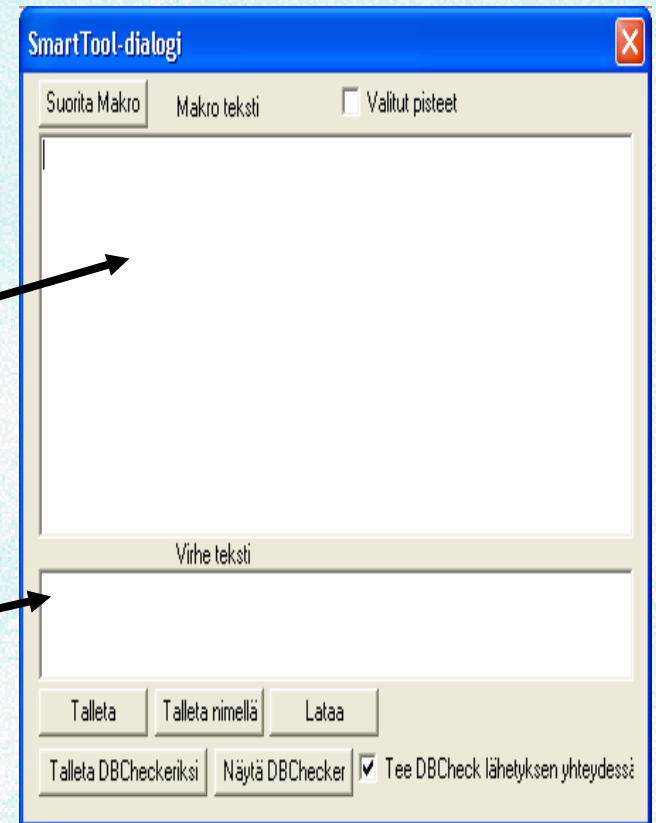 SmartTool-dialogi
Suorita Makro Makro teksti Valitut pisteet
Virhe teksti
Talleta Talleta nimellä Lataa
Talleta DBCheckeriksi Näytä DBChecker Tee DBCheck lähetyksen yhteydessä